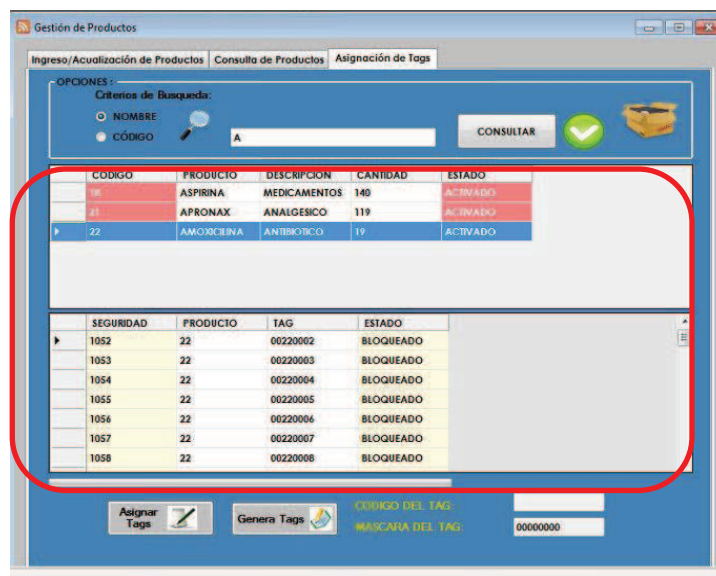 Gestión de Productos
Ingreso/Acualización de Productos Consulta de Productos Asignación de Tags
OPCIONES :
Criterios de Busqueda:
NOMBRE
CÓDIGO A CONSULTAR
CODIGO PRODUCTO DESCRIPCION CANTIDAD ESTADO
18 ASPIRINA MEDICAMENTOS 140 ACTIVADO
21 APRONAX ANALGESICO 119 ACTIVADO
22 AMOXICILINA ANTIBIOTICO 19 ACTIVADO
SEGURIDAD PRODUCTO TAG ESTADO
1052 22 00220002 BLOQUEADO
1053 22 00220003 BLOQUEADO
1054 22 00220004 BLOQUEADO
1055 22 00220005 BLOQUEADO
1056 22 00220006 BLOQUEADO
1057 22 00220007 BLOQUEADO
1058 22 00220008 BLOQUEADO
Asignar Tags
Genera Tags
CODIGO DEL TAG:
MASCARA DEL TAG: 00000000